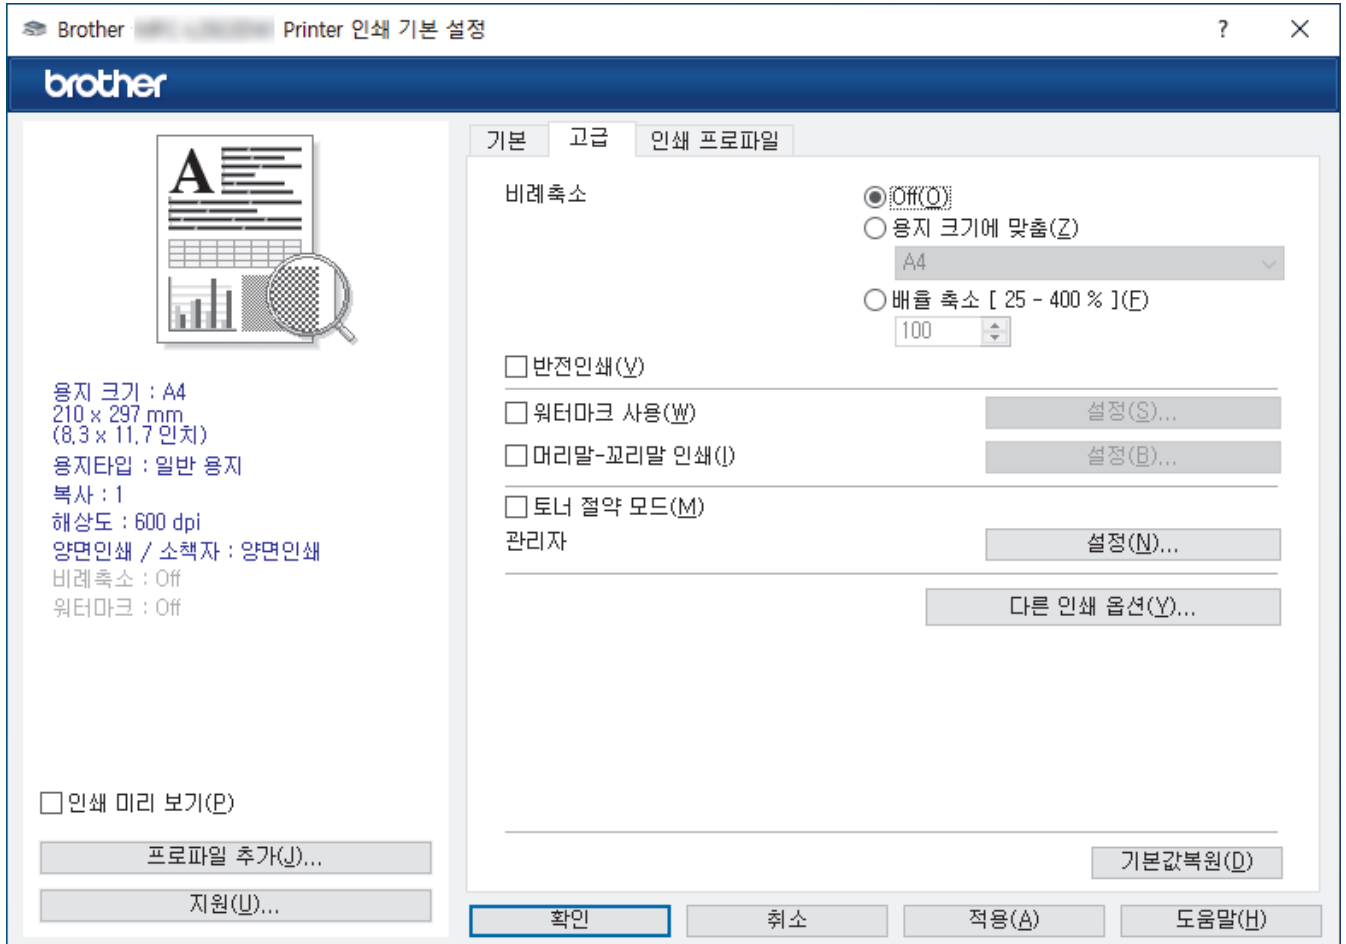 Brother Printer 인쇄 기본 설정 ?
brother
A
용지 크기 : A4
210 x 297 mm
(8.3 x 11.7 인치)
용지타입 : 일반 용지
복사 : 1
해상도 : 600 dpi
양면인쇄 / 소책자 : 양면인쇄
비례축소 : Off
워터마크 : Off
인쇄 미리 보기(P)
프로파일 추가(J)...
지원(U)...
기본 고급 인쇄 프로파일
비례축소 Off(O)
용지 크기에 맞춤(Z)
A4
배율 축소 [ 25 - 400 % ](F)
100
반전인쇄(V)
워터마크 사용(W) 설정(S)...
머리말-꼬리말 인쇄(I) 설정(B)...
토너 절약 모드(M)
관리자 설정(N)...
다른 인쇄 옵션(Y)...
기본값복원(D)
확인 취소 적용(A) 도움말(H)